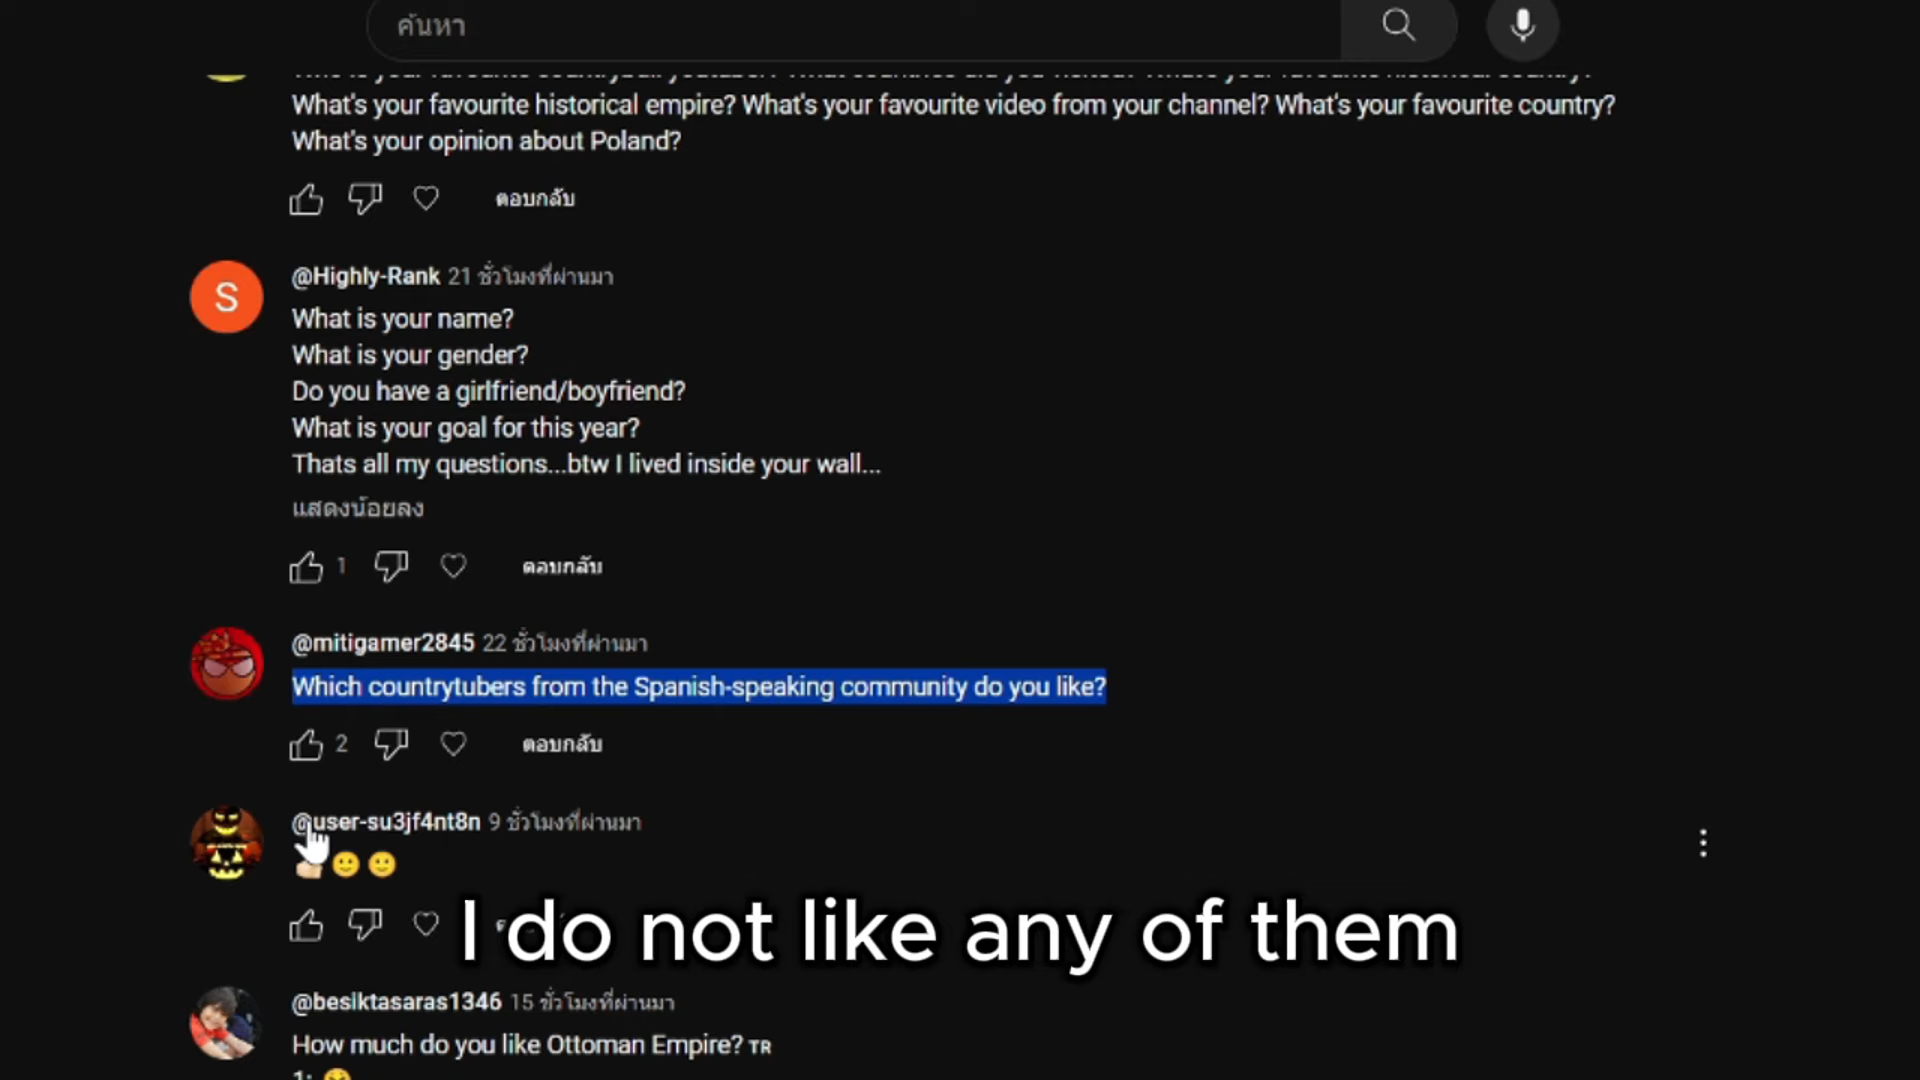 ค้นหา
What's your favourite historical empire? What's your favourite video from your channel? What's your favourite country?
What's your opinion about Poland?
ตอบกลับ
S
@Highly-Rank 21 ชั่วโมงที่ผ่านมา
What is your name?
What is your gender?
Do you have a girlfriend/boyfriend?
What is your goal for this year?
Thats all my questions...btw I lived inside your wall...
แสดงน้อยลง
1
ตอบกลับ
@mitigamer2845 22 ชั่วโมงที่ผ่านมา
Which countrytubers from the Spanish-speaking community do you like?
2
ตอบกลับ
@user-su3jf4nt8n 9 ชั่วโมงที่ผ่านมา
🙂🙂
I do not like any of them
@besiktasaras1346 15 ชั่วโมงที่ผ่านมา
How much do you like Ottoman Empire? TR